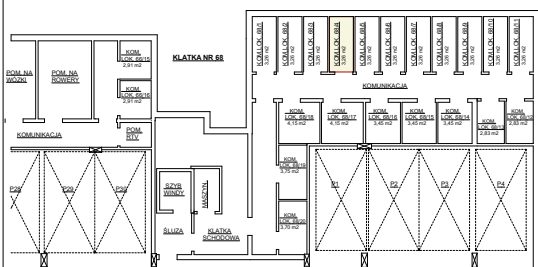 KLATKA NR 68
KOM. LOK. 68/1
3,26 m2
KOM. LOK. 68/2
3,26 m2
KOM. LOK. 68/3
3,26 m2
KOM. LOK. 68/4
3,26 m2
KOM. LOK. 68/5
3,26 m2
KOM. LOK. 68/6
3,26 m2
KOM. LOK. 68/7
3,26 m2
KOM. LOK. 68/8
3,26 m2
KOM. LOK. 68/9
3,26 m2
KOM. LOK. 68/10
3,26 m2
KOM. LOK. 68/11
3,26 m2
KOM.
LOK. 66/15
2,91 m2
KOM.
LOK. 66/16
2,91 m2
POM. NA
WÓZKI
POM. NA
ROWERY
KOMUNIKACJA
POM.
RTV
KOMUNIKACJA
KOM.
LOK. 68/18
4,15 m2
KOM.
LOK. 68/17
4,15 m2
KOM.
LOK. 68/16
3,45 m2
KOM.
LOK. 68/15
3,45 m2
KOM.
LOK. 68/14
3,45 m2
KOM.
LOK. 68/13
2,83 m2
KOM.
LOK. 68/12
2,83 m2
KOM.
LOK. 68/19
3,75 m2
KOM.
LOK. 68/20
3,70 m2
P28
P29
P30
SZYB
WINDY
MASZYN.
ŚLUZA
KLATKA
SCHODOWA
P1
P2
P3
P4